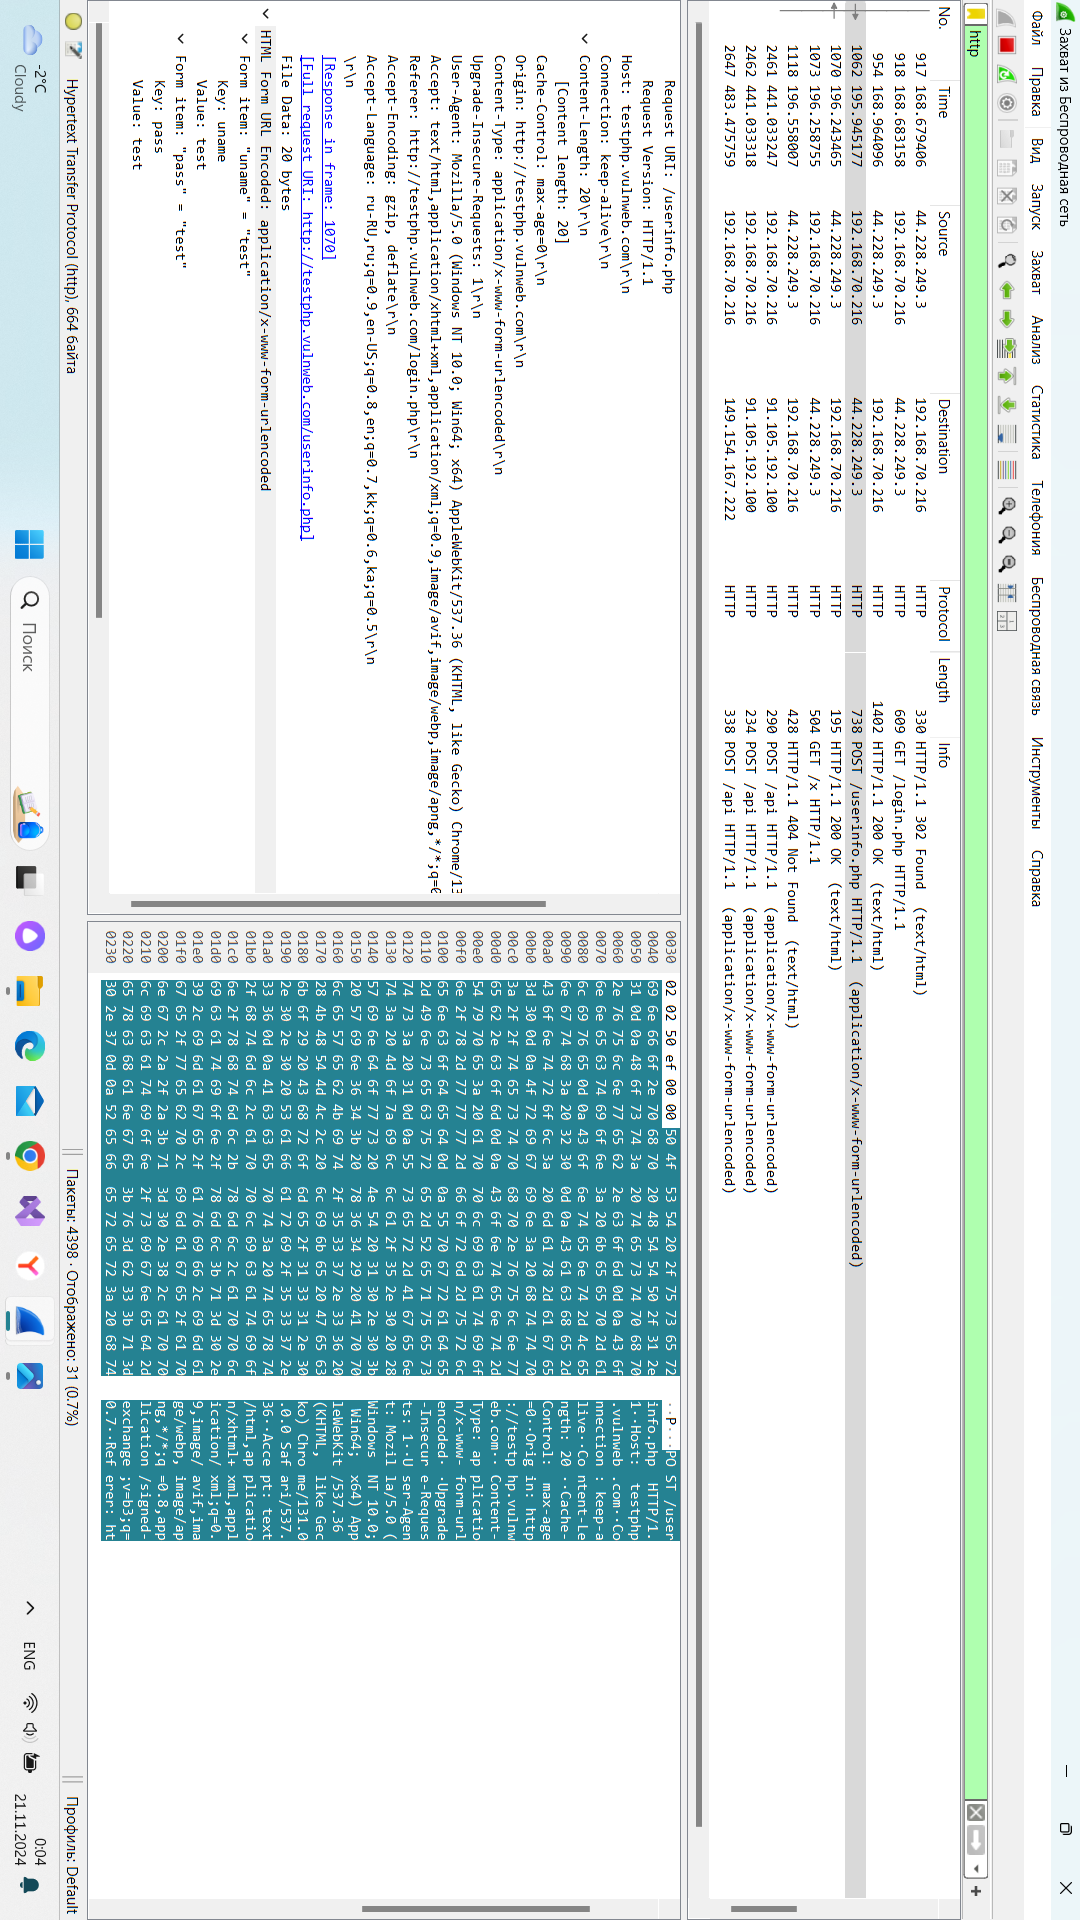 Захват из Беспроводная сеть
Файл Правка Вид Запуск Захват Анализ Статистика Телефония Беспроводная связь Инструменты Справка
http
No. Time Source Destination Protocol Length Info
917 168.679406 44.228.249.3 192.168.70.216 HTTP 330 HTTP/1.1 302 Found (text/html)
918 168.683158 192.168.70.216 44.228.249.3 HTTP 609 GET /login.php HTTP/1.1
954 168.964096 44.228.249.3 192.168.70.216 HTTP 1402 HTTP/1.1 200 OK (text/html)
1062 195.945177 192.168.70.216 44.228.249.3 HTTP 738 POST /userinfo.php HTTP/1.1 (application/x-www-form-urlencoded)
1070 196.243465 44.228.249.3 192.168.70.216 HTTP 195 HTTP/1.1 200 OK (text/html)
1073 196.258755 192.168.70.216 44.228.249.3 HTTP 504 GET /x HTTP/1.1
1118 196.558007 44.228.249.3 192.168.70.216 HTTP 428 HTTP/1.1 404 Not Found (text/html)
2461 441.033247 192.168.70.216 91.105.192.100 HTTP 290 POST /api HTTP/1.1 (application/x-www-form-urlencoded)
2462 441.033318 192.168.70.216 91.105.192.100 HTTP 234 POST /api HTTP/1.1 (application/x-www-form-urlencoded)
2647 483.475759 192.168.70.216 149.154.167.222 HTTP 338 POST /api HTTP/1.1 (application/x-www-form-urlencoded)
Request URI: /userinfo.php
Request Version: HTTP/1.1
Host: testphp.vulnweb.com\r\n
Connection: keep-alive\r\n
Content-Length: 20\r\n
[Content length: 20]
Cache-Control: max-age=0\r\n
Origin: http://testphp.vulnweb.com\r\n
Content-Type: application/x-www-form-urlencoded\r\n
Upgrade-Insecure-Requests: 1\r\n
User-Agent: Mozilla/5.0 (Windows NT 10.0; Win64; x64) AppleWebKit/537.36 (KHTML, like Gecko) Chrome/13
Accept: text/html,application/xhtml+xml,application/xml;q=0.9,image/avif,image/webp,image/apng,*/*;q=0
Referer: http://testphp.vulnweb.com/login.php\r\n
Accept-Encoding: gzip, deflate\r\n
Accept-Language: ru-RU,ru;q=0.9,en-US;q=0.8,en;q=0.7,kk;q=0.6,ka;q=0.5\r\n
\r\n
[Response in frame: 1070]
[Full request URI: http://testphp.vulnweb.com/userinfo.php]
File Data: 20 bytes
HTML Form URL Encoded: application/x-www-form-urlencoded
Form item: "uname" = "test"
Key: uname
Value: test
Form item: "pass" = "test"
Key: pass
Value: test
0030 02 02 50 ef 00 00 50 4f 53 54 20 2f 75 73 65 72 ··P···PO ST /user
0040 69 6e 66 6f 2e 70 68 70 20 48 54 54 50 2f 31 2e info.php HTTP/1.
0050 31 0d 0a 48 6f 73 74 3a 20 74 65 73 74 70 68 70 1··Host: testphp
0060 2e 76 75 6c 6e 77 65 62 2e 63 6f 6d 0d 0a 43 6f .vulnweb .com··Co
0070 6e 6e 65 63 74 69 6f 6e 3a 20 6b 65 65 70 2d 61 nnection : keep-a
0080 6c 69 76 65 0d 0a 43 6f 6e 74 65 6e 74 2d 4c 65 live··Co ntent-Le
0090 6e 67 74 68 3a 20 32 30 0d 0a 43 61 63 68 65 2d ngth: 20 ··Cache-
00a0 43 6f 6e 74 72 6f 6c 3a 20 6d 61 78 2d 61 67 65 Control: max-age
00b0 3d 30 0d 0a 4f 72 69 67 69 6e 3a 20 68 74 74 70 =0··Orig in: http
00c0 3a 2f 2f 74 65 73 74 70 68 70 2e 76 75 6c 6e 77 ://testp hp.vulnw
00d0 65 62 2e 63 6f 6d 0d 0a 43 6f 6e 74 65 6e 74 2d eb.com·· Content-
00e0 54 79 70 65 3a 20 61 70 70 6c 69 63 61 74 69 6f Type: ap plicatio
00f0 6e 2f 78 2d 77 77 77 2d 66 6f 72 6d 2d 75 72 6c n/x-www- form-url
0100 65 6e 63 6f 64 65 64 0d 0a 55 70 67 72 61 64 65 encoded· ·Upgrade
0110 2d 49 6e 73 65 63 75 72 65 2d 52 65 71 75 65 73 -Insecur e-Reques
0120 74 73 3a 20 31 0d 0a 55 73 65 72 2d 41 67 65 6e ts: 1··U ser-Agen
0130 74 3a 20 4d 6f 7a 69 6c 6c 61 2f 35 2e 30 20 28 t: Mozil la/5.0 (
0140 57 69 6e 64 6f 77 73 20 4e 54 20 31 30 2e 30 3b Windows NT 10.0;
0150 20 57 69 6e 36 34 3b 20 78 36 34 29 20 41 70 70 Win64; x64) App
0160 6c 65 57 65 62 4b 69 74 2f 35 33 37 2e 33 36 20 leWebKit /537.36
0170 28 4b 48 54 4d 4c 2c 20 6c 69 6b 65 20 47 65 63 (KHTML, like Gec
0180 6b 6f 29 20 43 68 72 6f 6d 65 2f 31 33 31 2e 30 ko) Chro me/131.0
0190 2e 30 2e 30 20 53 61 66 61 72 69 2f 35 33 37 2e .0.0 Saf ari/537.
01a0 33 36 0d 0a 41 63 63 65 70 74 3a 20 74 65 78 74 36··Acce pt: text
01b0 2f 68 74 6d 6c 2c 61 70 70 6c 69 63 61 74 69 6f /html,ap plicatio
01c0 6e 2f 78 68 74 6d 6c 2b 78 6d 6c 2c 61 70 70 6c n/xhtml+ xml,appl
01d0 69 63 61 74 69 6f 6e 2f 78 6d 6c 3b 71 3d 30 2e ication/ xml;q=0.
01e0 39 2c 69 6d 61 67 65 2f 61 76 69 66 2c 69 6d 61 9,image/ avif,ima
01f0 67 65 2f 77 65 62 70 2c 69 6d 61 67 65 2f 61 70 ge/webp, image/ap
0200 6e 67 2c 2a 2f 2a 3b 71 3d 30 2e 38 2c 61 70 70 ng,*/*;q =0.8,app
0210 6c 69 63 61 74 69 6f 6e 2f 73 69 67 6e 65 64 2d lication /signed-
0220 65 78 63 68 61 6e 67 65 3b 76 3d 62 33 3b 71 3d exchange ;v=b3;q=
0230 30 2e 37 0d 0a 52 65 66 65 72 65 72 3a 20 68 74 0.7··Ref erer: ht
Hypertext Transfer Protocol (http), 664 байта
Пакеты: 4398 · Отображено: 31 (0.7%)
Профиль: Default
-2°C
Cloudy
Поиск
ENG
0:04
21.11.2024